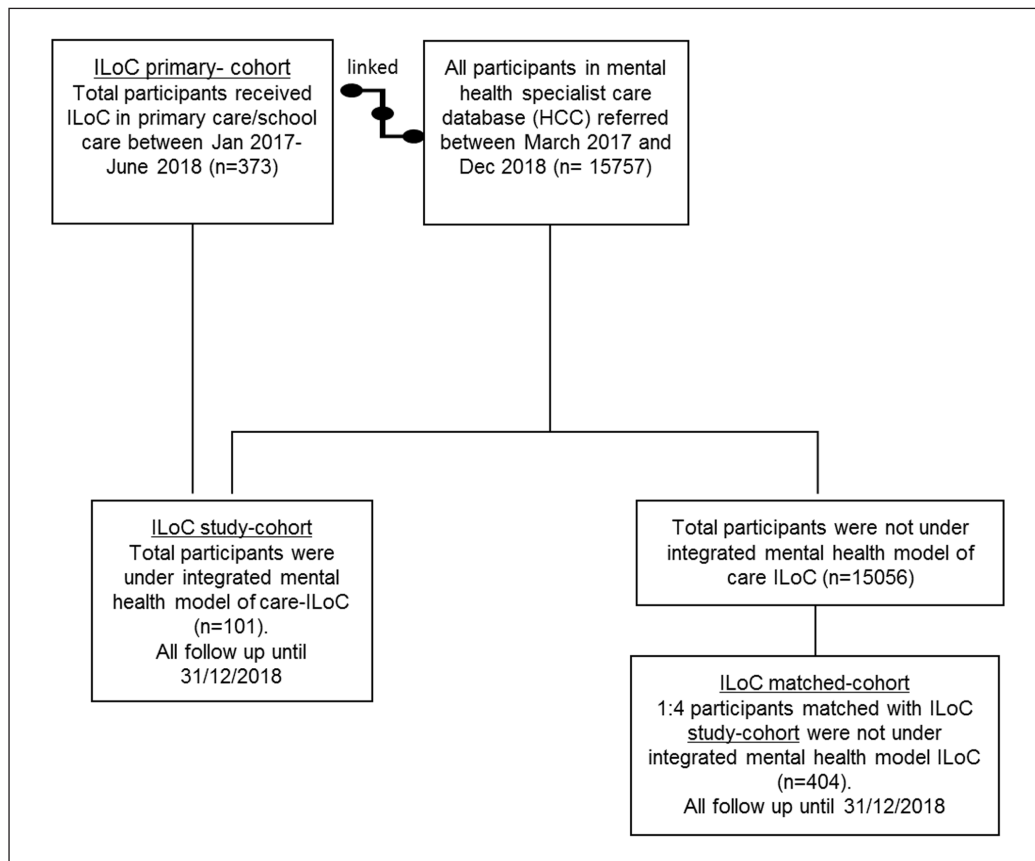 ILoC primary- cohort
Total participants received
ILoC in primary care/school
care between Jan 2017-
June 2018 (n=373)
linked
All participants in mental
health specialist care
database (HCC) referred
between March 2017 and
Dec 2018 (n= 15757)
ILoC study-cohort
Total participants were
under integrated mental
health model of care-ILoC
(n=101).
All follow up until
31/12/2018
Total participants were not under
integrated mental health model of
care ILoC (n=15056)
ILoC matched-cohort
1:4 participants matched with ILoC
study-cohort were not under
integrated mental health model ILoC
(n=404).
All follow up until 31/12/2018